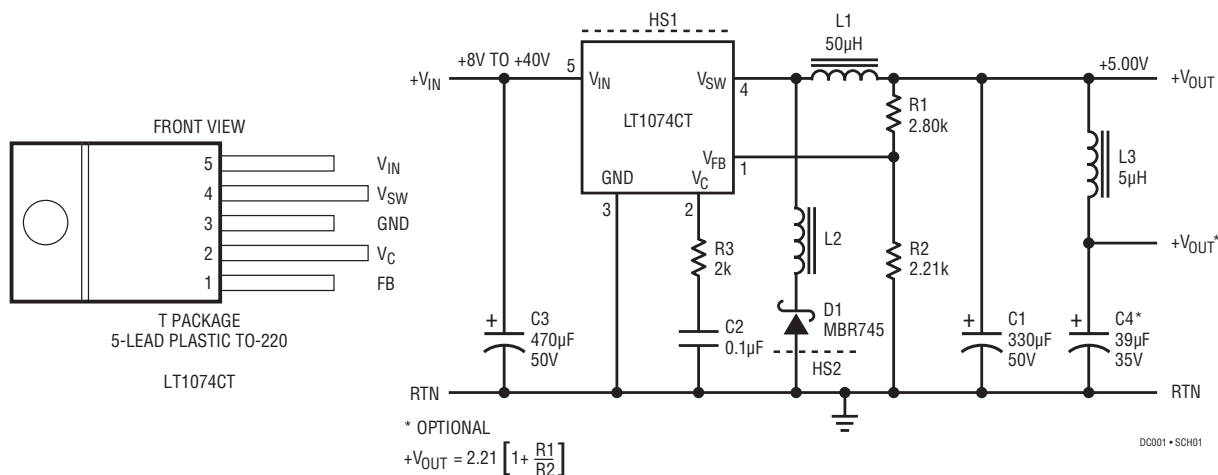 FRONT VIEW
5 V_IN
4 V_SW
3 GND
2 V_C
1 FB
T PACKAGE
5-LEAD PLASTIC TO-220
LT1074CT
HS1
+V_IN
+8V TO +40V
5
V_IN
V_SW
4
LT1074CT
V_FB
1
GND
V_C
3
2
L1
50µH
R1
2.80k
+5.00V
+V_OUT
L3
5µH
+V_OUT*
L2
R3
2k
R2
2.21k
C3
470µF
50V
+
C2
0.1µF
D1
MBR745
HS2
C1
330µF
50V
+
C4*
39µF
35V
+
RTN
RTN
* OPTIONAL
+V_OUT = 2.21 [1+ R1/R2]
DC001 • SCH01